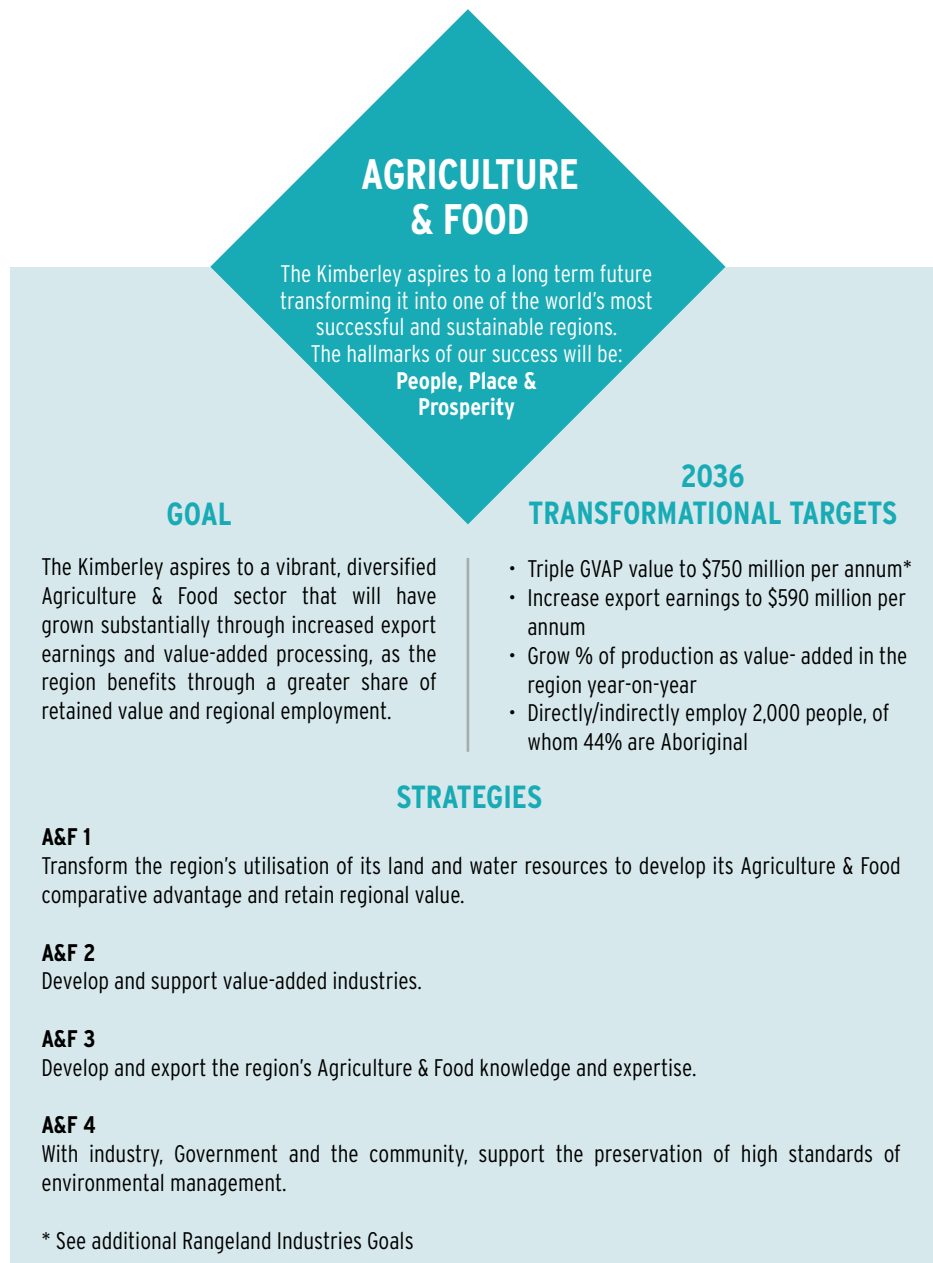 AGRICULTURE
& FOOD
The Kimberley aspires to a long term future
transforming it into one of the world's most
successful and sustainable regions.
The hallmarks of our success will be:
People, Place &
Prosperity
GOAL
The Kimberley aspires to a vibrant, diversified
Agriculture & Food sector that will have
grown substantially through increased export
earnings and value-added processing, as the
region benefits through a greater share of
retained value and regional employment.
2036
TRANSFORMATIONAL TARGETS
• Triple GVAP value to $750 million per annum*
• Increase export earnings to $590 million per
annum
• Grow % of production as value- added in the
region year-on-year
• Directly/indirectly employ 2,000 people, of
whom 44% are Aboriginal
STRATEGIES
A&F 1
Transform the region's utilisation of its land and water resources to develop its Agriculture & Food
comparative advantage and retain regional value.
A&F 2
Develop and support value-added industries.
A&F 3
Develop and export the region's Agriculture & Food knowledge and expertise.
A&F 4
With industry, Government and the community, support the preservation of high standards of
environmental management.
* See additional Rangeland Industries Goals